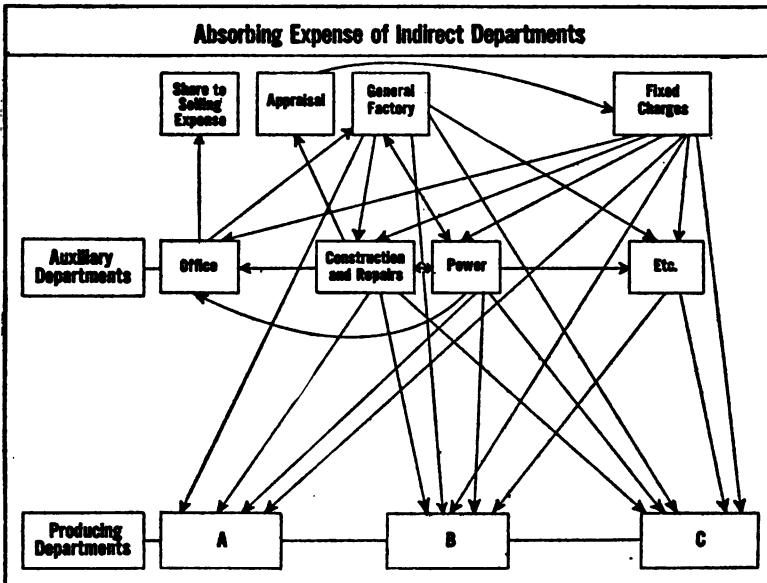 Absorbing Expense of Indirect Departments
Share to
Selling
Expense
Appraisal
General
Factory
Fixed
Charges
Auxiliary
Departments
Office
Construction
and Repairs
Power
Etc.
Producing
Departments
A
B
C